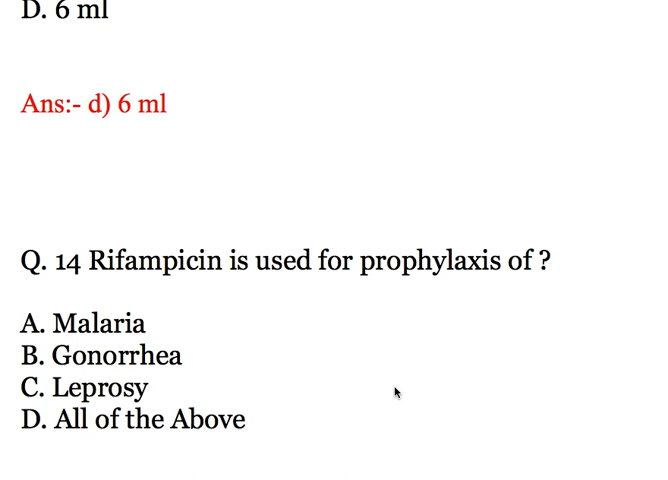 D. 6 ml
Ans:- d) 6 ml
Q. 14 Rifampicin is used for prophylaxis of ?
A. Malaria
B. Gonorrhea
C. Leprosy
D. All of the Above